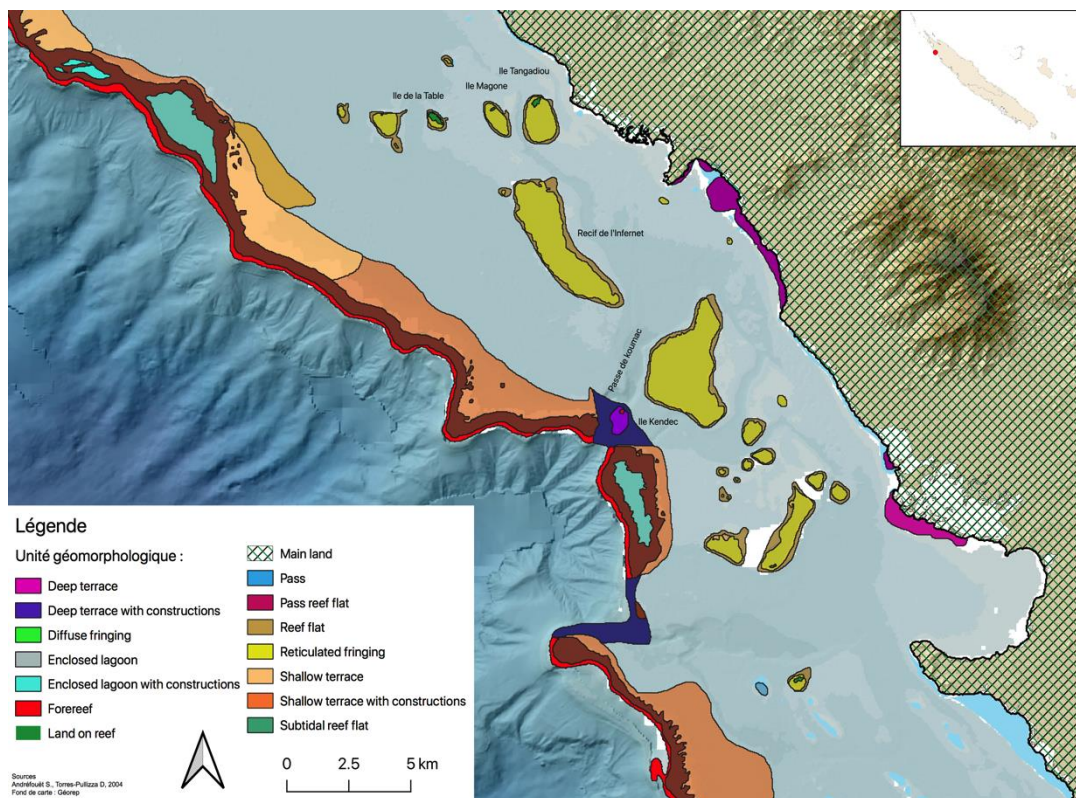 Ile Tangadiou
Ile Magone
Ile de la Table
Recif de l'Infernet
Passe de koumac
Ile Kendec
Légende
Unité géomorphologique :
Deep terrace
Deep terrace with constructions
Diffuse fringing
Enclosed lagoon
Enclosed lagoon with constructions
Forereef
Land on reef
Main land
Pass
Pass reef flat
Reef flat
Reticulated fringing
Shallow terrace
Shallow terrace with constructions
Subtidal reef flat
0 2.5 5 km
Sources
Andréfouët S., Torres-Pullizza D, 2004
Fond de carte : Géorep